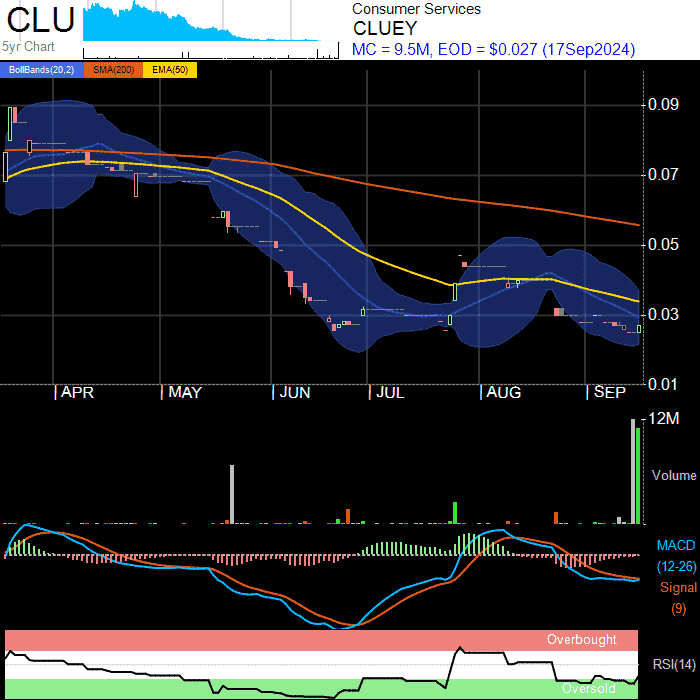 CLU
5yr Chart
Consumer Services
CLUEY
MC = 9.5M, EOD = $0.027 (17Sep2024)
BollBands(20,2) SMA(200) EMA(50)
0.09
0.07
0.05
0.03
0.01
APR MAY JUN JUL AUG SEP
12M
Volume
MACD
(12-26)
Signal
(9)
Overbought
RSI(14)
Oversold